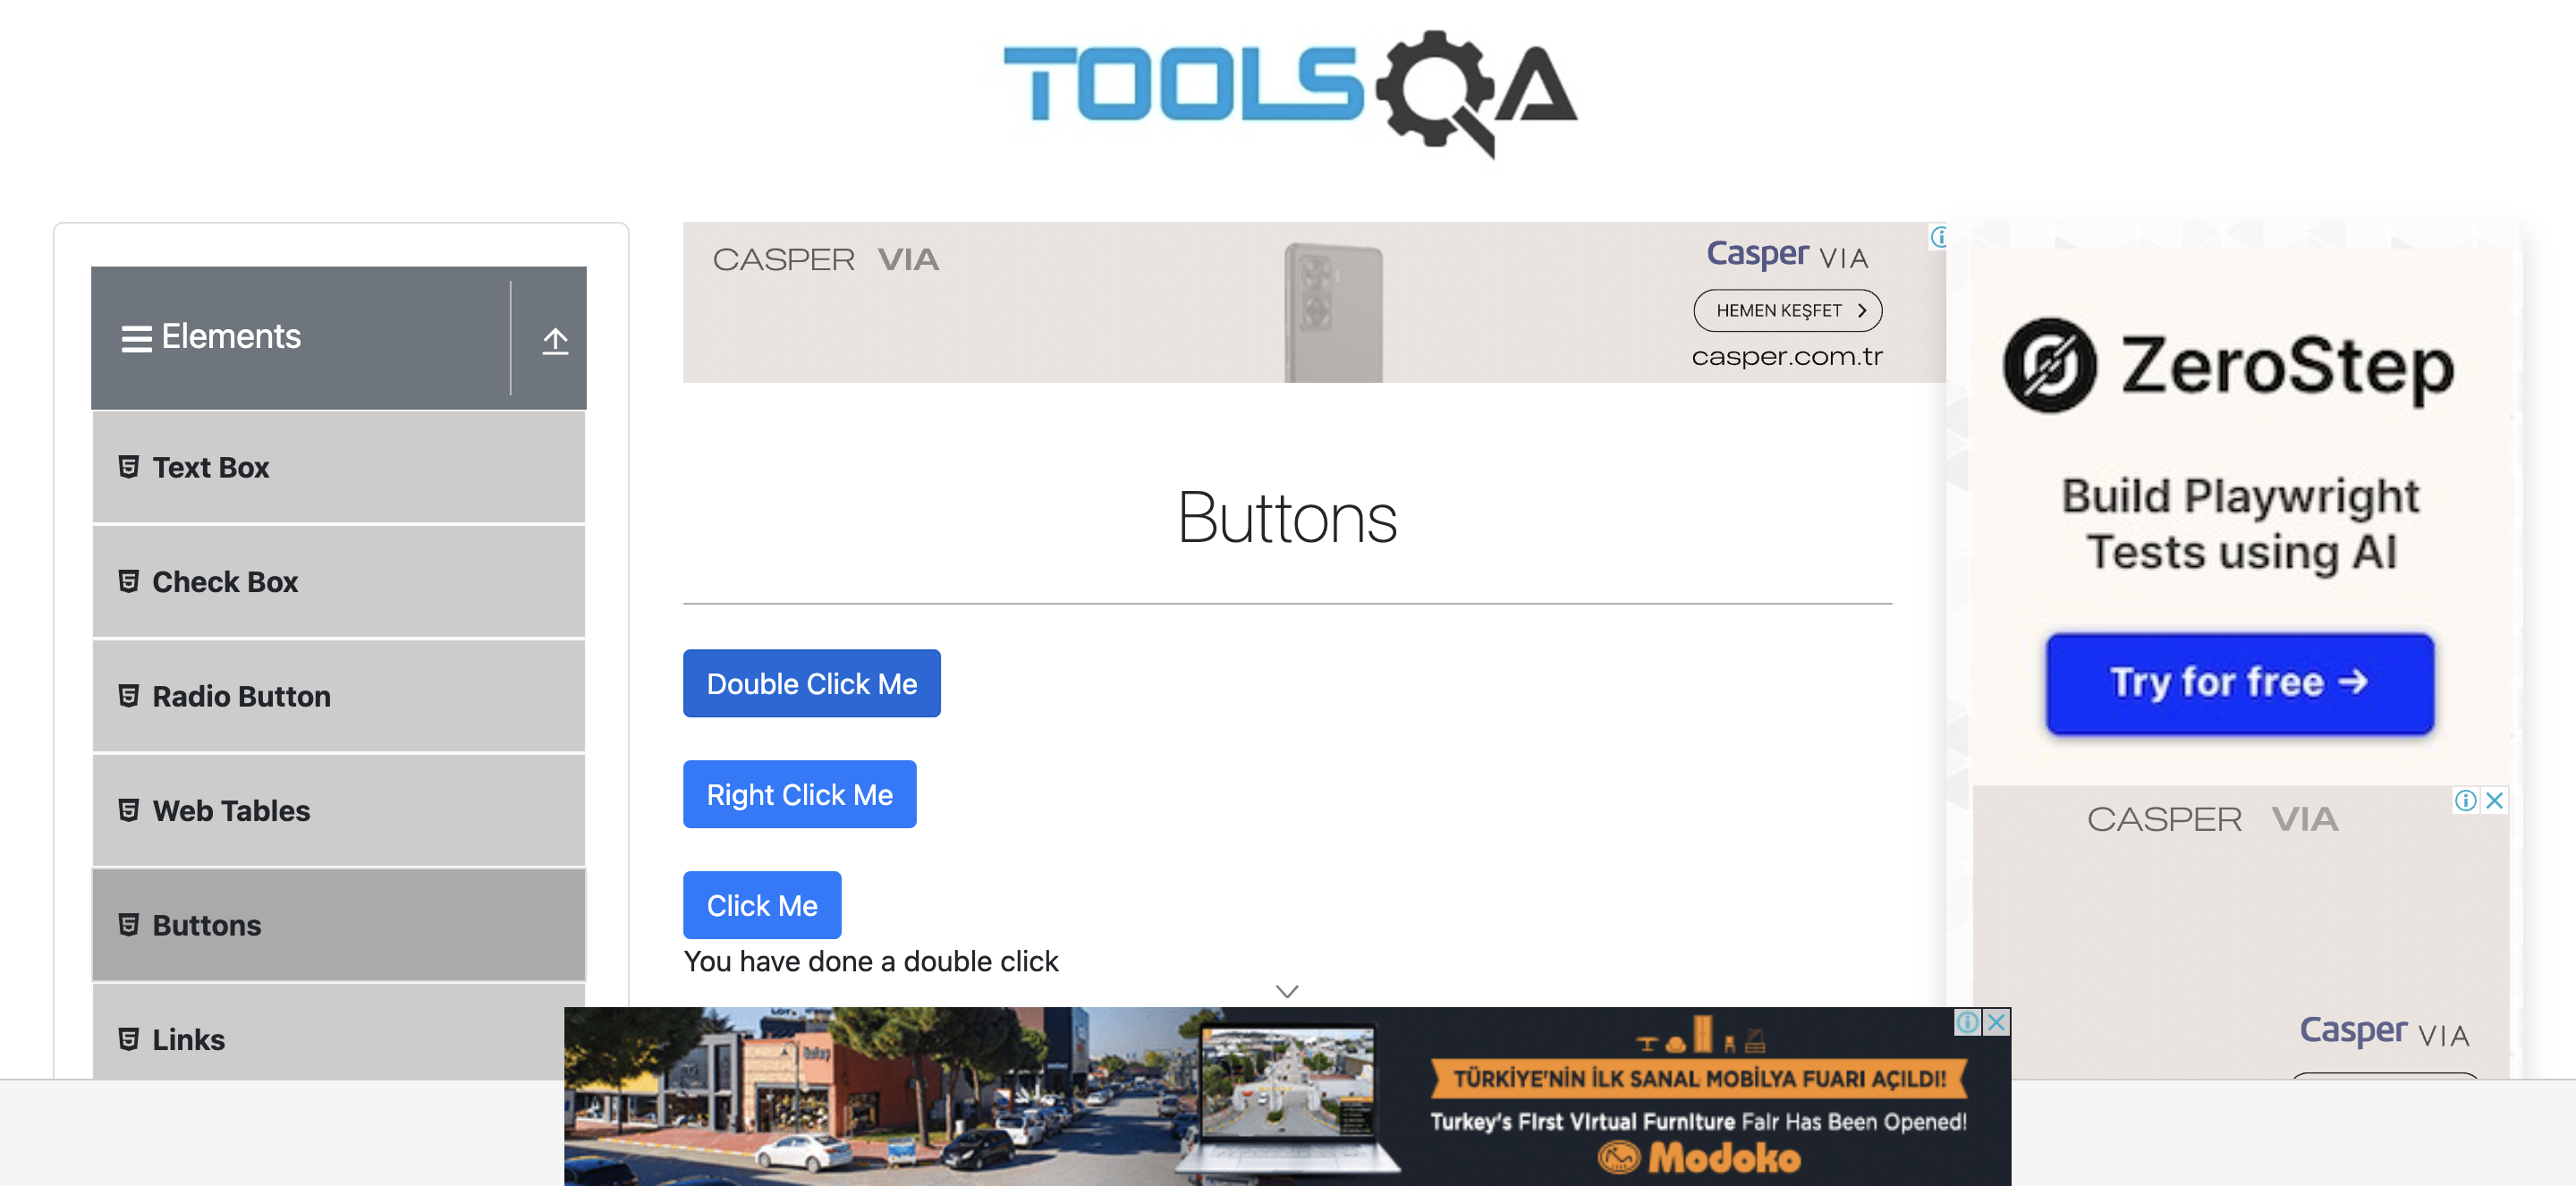 TOOLSQA
Elements
Text Box
Check Box
Radio Button
Web Tables
Buttons
Links
CASPER VIA
Casper VIA
HEMEN KEŞFET
casper.com.tr
Buttons
Double Click Me
Right Click Me
Click Me
You have done a double click
ZeroStep
Build Playwright
Tests using AI
Try for free →
CASPER VIA
Casper VIA
TÜRKİYE'NİN İLK SANAL MOBİLYA FUARI AÇILDI!
Turkey's First Virtual Furniture Fair Has Been Opened!
Modoko